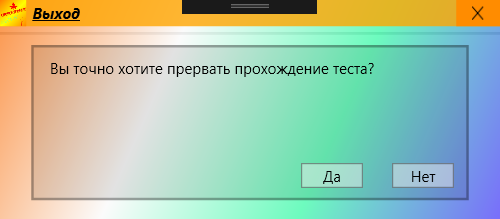 Выход
Вы точно хотите прервать прохождение теста?
Да
Нет